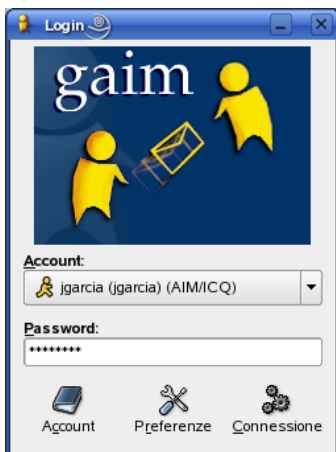 Login
gaim
Account:
jgarcia (jgarcia) (AIM/ICQ)
Password:
********
Account
Preferenze
Connessione